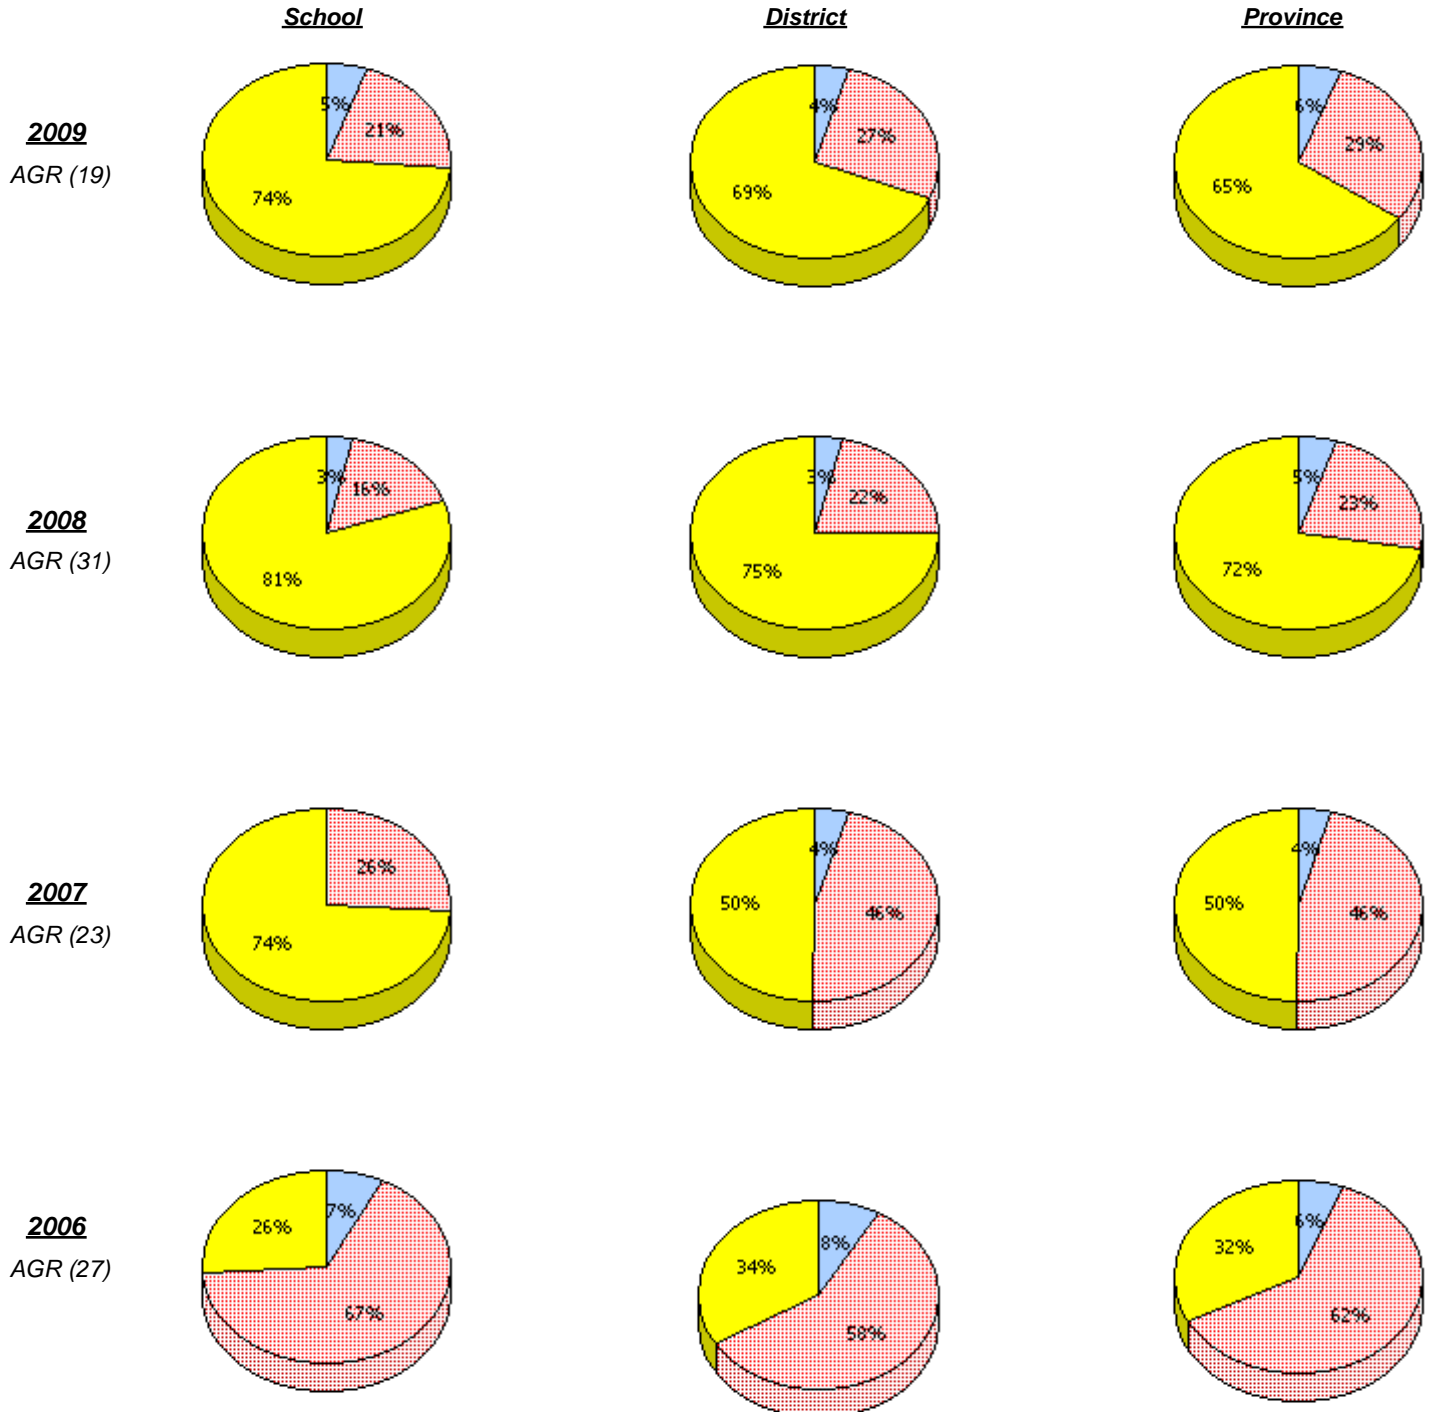 School District Province
2009
AGR (19)
5% 21% 74%
4% 27% 69%
6% 29% 65%
2008
AGR (31)
3% 16% 81%
3% 22% 75%
5% 23% 72%
2007
AGR (23)
26% 74%
4% 46% 50%
4% 46% 50%
2006
AGR (27)
7% 26% 67%
8% 34% 58%
6% 32% 62%